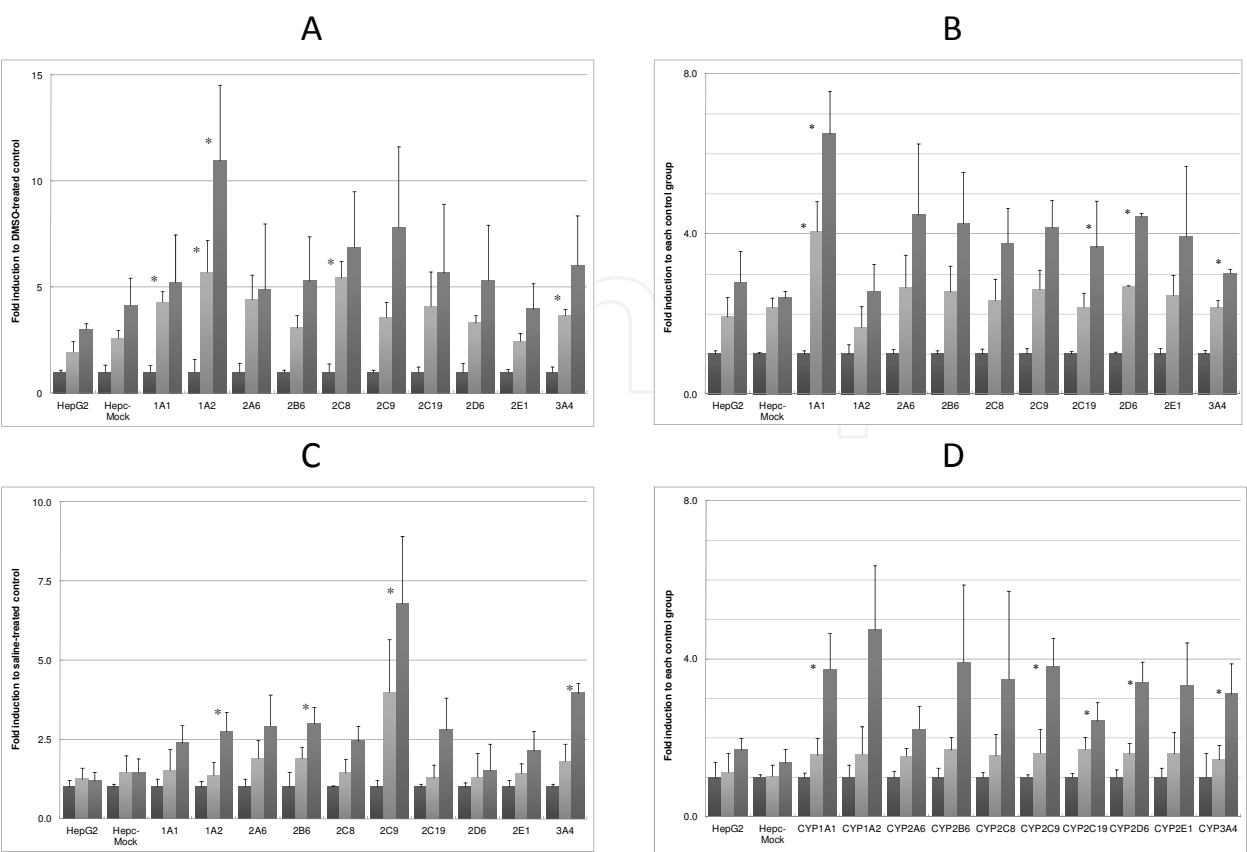 A
B
Fold induction to DMSO-treated control
15
10
5
0
*
*
*
*
*
HepG2 Hepc-Mock 1A1 1A2 2A6 2B6 2C8 2C9 2C19 2D6 2E1 3A4
Fold induction to each control group
8.0
4.0
0.0
*
*
*
*
*
HepG2 Hepc-Mock 1A1 1A2 2A6 2B6 2C8 2C9 2C19 2D6 2E1 3A4
C
D
Fold induction to saline-treated control
10.0
7.5
5.0
2.5
0.0
*
*
*
*
HepG2 Hepc-Mock 1A1 1A2 2A6 2B6 2C8 2C9 2C19 2D6 2E1 3A4
Fold induction to each control group
8.0
4.0
0.0
*
*
*
*
*
HepG2 Hepc-Mock CYP1A1 CYP1A2 CYP2A6 CYP2B6 CYP2C8 CYP2C9 CYP2C19 CYP2D6 CYP2E1 CYP3A4